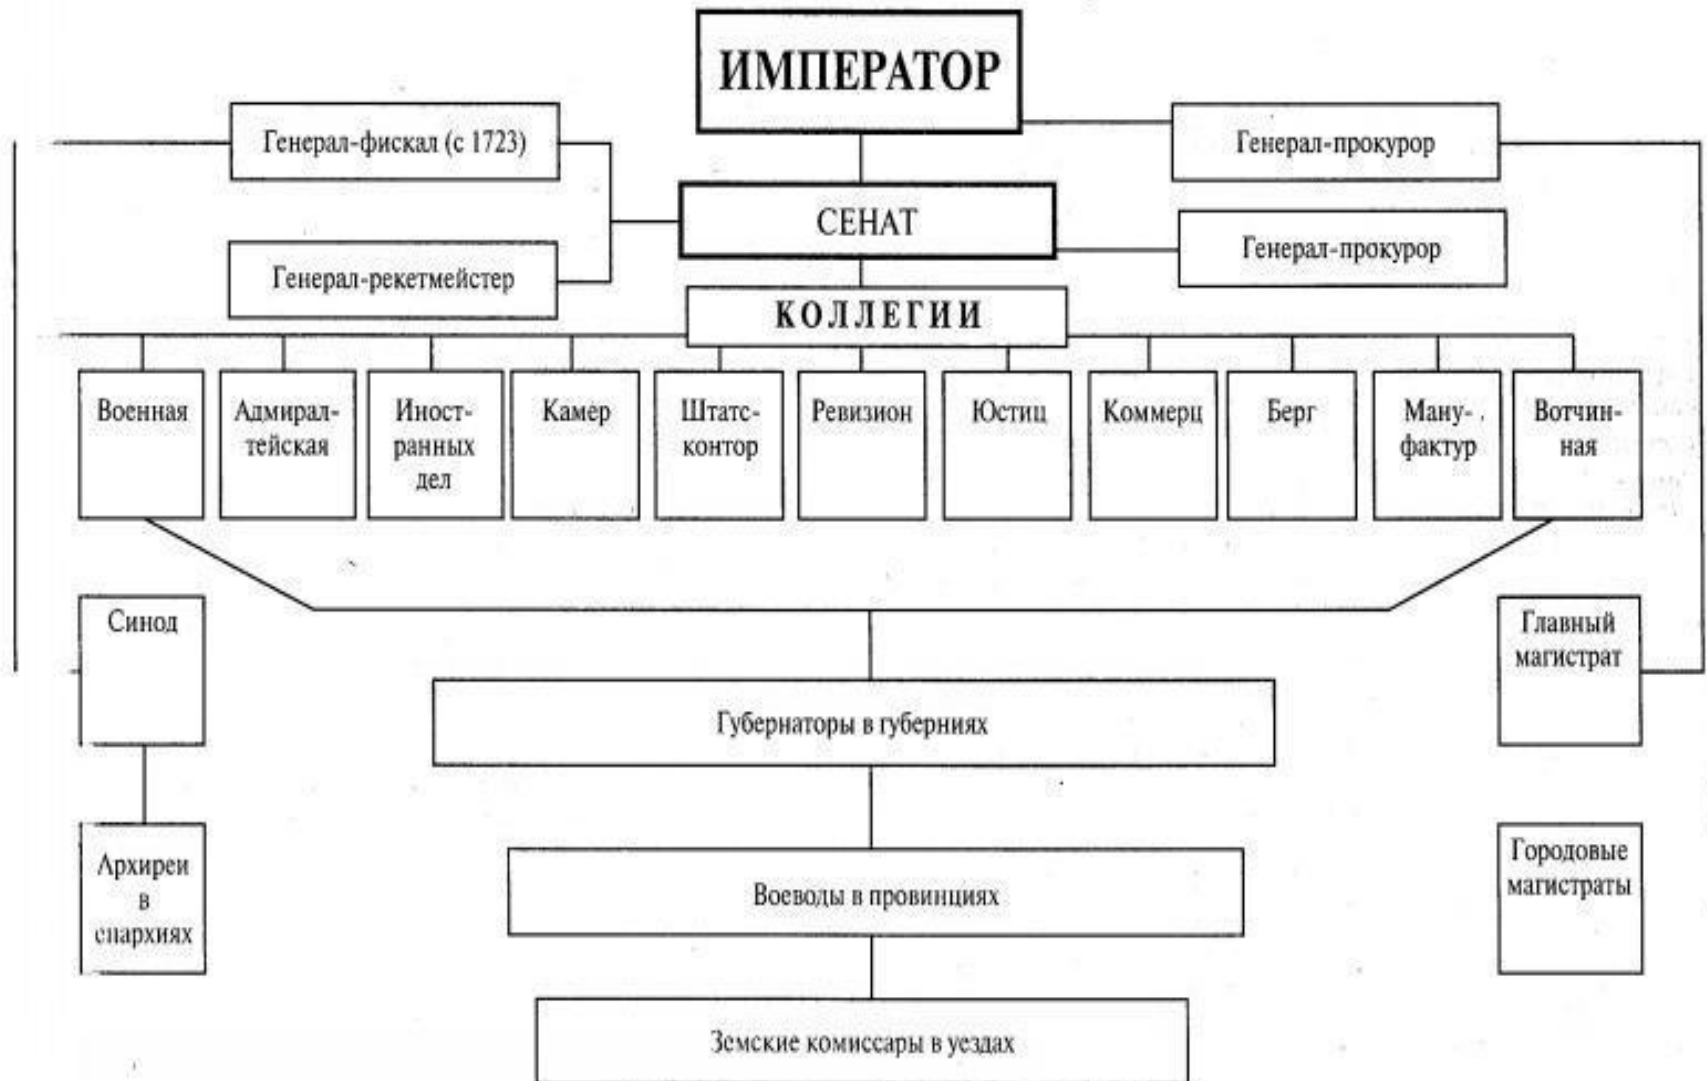 ИМПЕРАТОР
Генерал-фискал (с 1723)
Генерал-прокурор
СЕНАТ
Генерал-прокурор
Генерал-рекетмейстер
КОЛЛЕГИИ
Военная
Адмирал-
тейская
Иност-
ранных
дел
Камер
Штатс-
контор
Ревизион
Юстиц
Коммерц
Берг
Ману-
фактур
Вотчин-
ная
Синод
Главный
магистрат
Губернаторы в губерниях
Архиреи
в
епархиях
Городовые
магистраты
Воеводы в провинциях
Земские комиссары в уездах